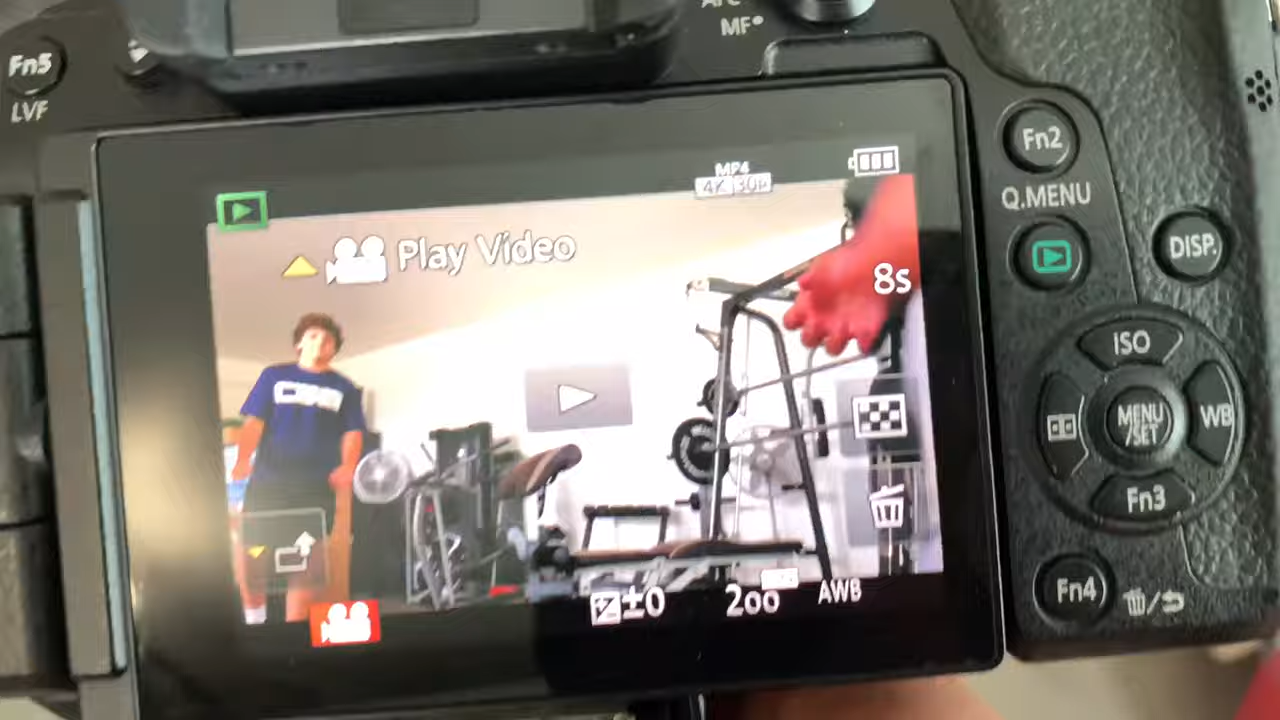 AFC
MF
Fn5
LVF
Fn2
Q.MENU
DISP.
MP4
4K 30p
Play Video
8s
ISO
MENU
/SET
WB
Fn3
±0
200
AWB
Fn4